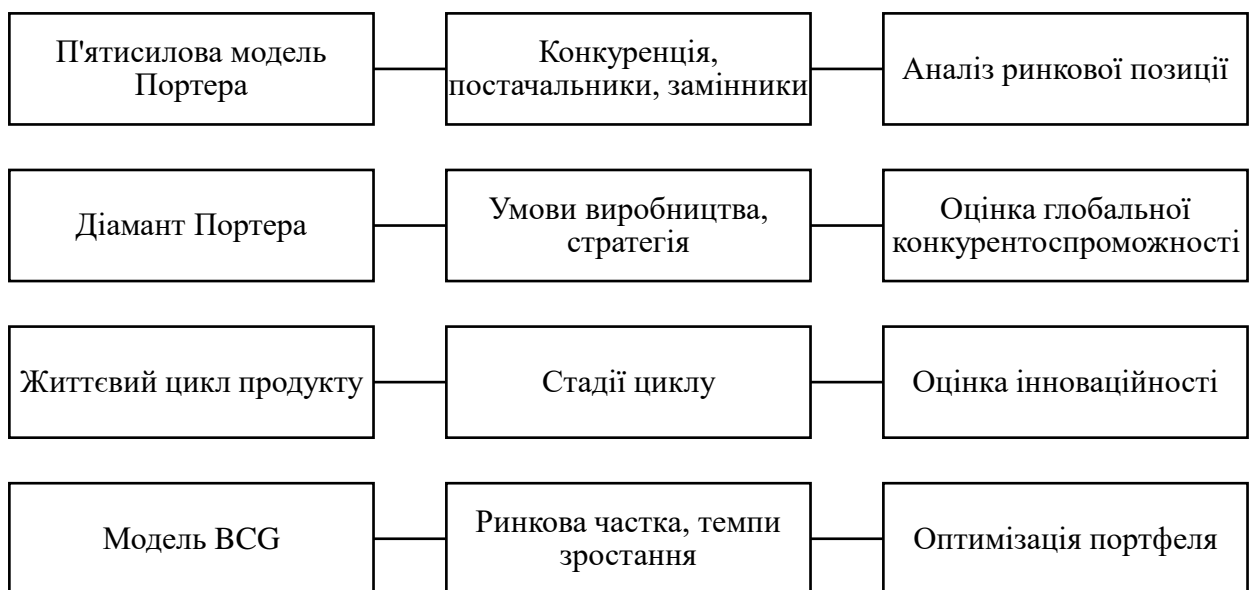 П'ятисилова модель
Портера
Конкуренція,
постачальники, замінники
Аналіз ринкової позиції
Діамант Портера
Умови виробництва,
стратегія
Оцінка глобальної
конкурентоспроможності
Життєвий цикл продукту
Стадії циклу
Оцінка інноваційності
Модель BCG
Ринкова частка, темпи
зростання
Оптимізація портфеля